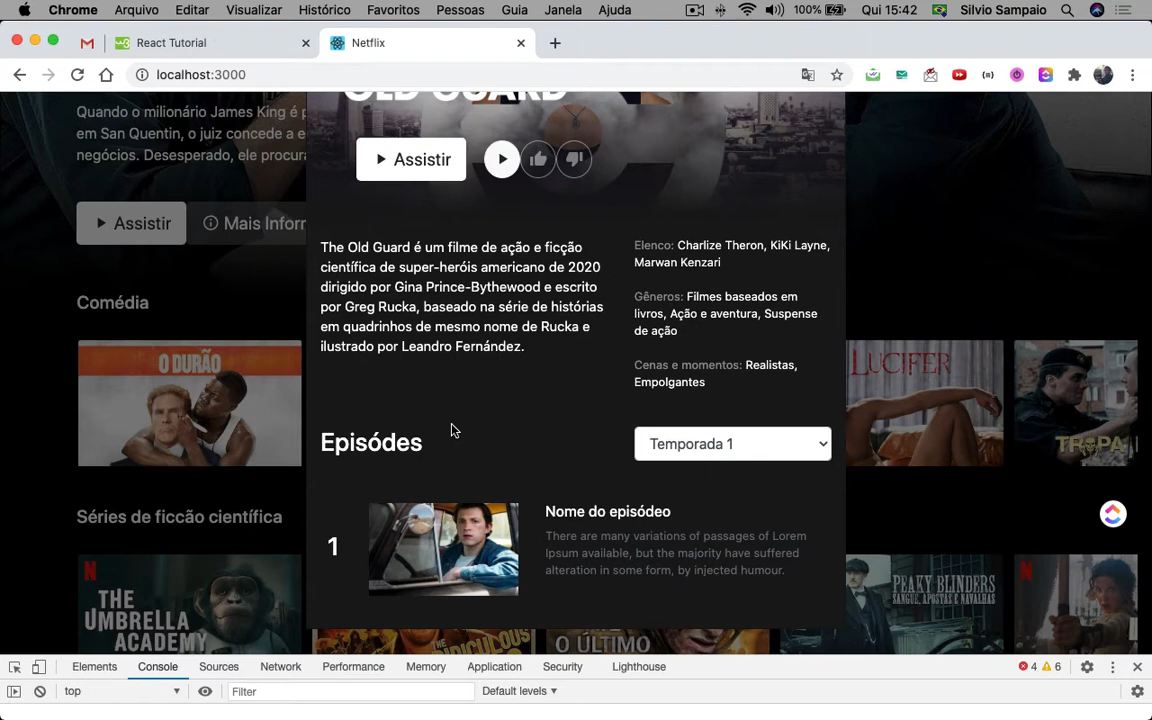 Chrome Arquivo Editar Visualizar Histórico Favoritos Pessoas Guia Janela Ajuda 100% Qui 15:42 Silvio Sampaio
React Tutorial
Netflix
localhost:3000
OLD GUARD
Quando o milionário James King é p
em San Quentin, o juiz concede a e
negócios. Desesperado, ele procura
Assistir
Mais Inform
Assistir
The Old Guard é um filme de ação e ficção
científica de super-heróis americano de 2020
dirigido por Gina Prince-Bythewood e escrito
por Greg Rucka, baseado na série de histórias
em quadrinhos de mesmo nome de Rucka e
ilustrado por Leandro Fernández.
Elenco: Charlize Theron, KiKi Layne,
Marwan Kenzari
Gêneros: Filmes baseados em
livros, Ação e aventura, Suspense
de ação
Cenas e momentos: Realistas,
Empolgantes
Comédia
O DURÃO
LUCIFER
TROPA
Episódes
Temporada 1
1
Nome do episódeo
There are many variations of passages of Lorem
Ipsum available, but the majority have suffered
alteration in some form, by injected humour.
Séries de ficcão científica
N
THE
UMBRELLA
ACADEMY
O ÚLTIMO
PEAKY BLINDERS
SANGUE, APOSTAS E NAVALHAS
N
Elements Console Sources Network Performance Memory Application Security Lighthouse 4 6
top Filter Default levels